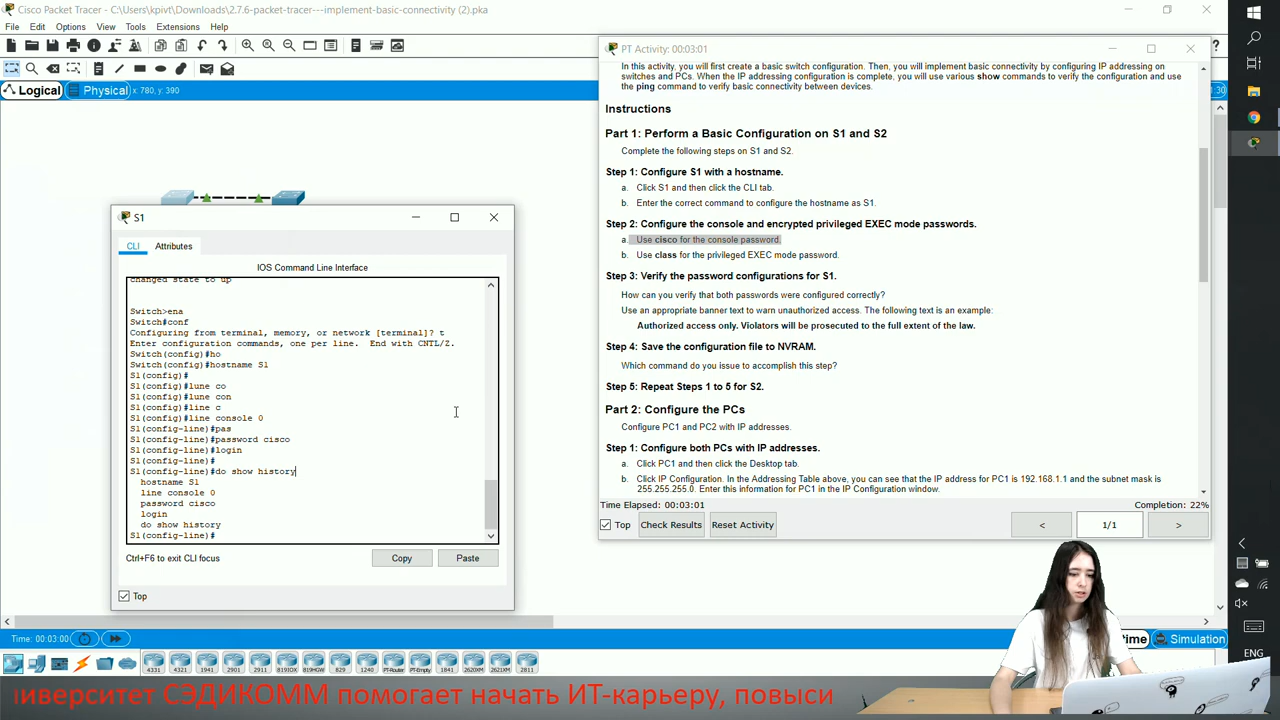 Cisco Packet Tracer - C:\Users\kpivt\Downloads\2.7.6-packet-tracer---implement-basic-connectivity (2).pka
File Edit Options View Tools Extensions Help
Logical Physical x: 780, y: 390
PT Activity: 00:03:01
In this activity, you will first create a basic switch configuration. Then, you will implement basic connectivity by configuring IP addressing on
switches and PCs. When the IP addressing configuration is complete, you will use various show commands to verify the configuration and use
the ping command to verify basic connectivity between devices.
Instructions
Part 1: Perform a Basic Configuration on S1 and S2
Complete the following steps on S1 and S2.
Step 1: Configure S1 with a hostname.
a. Click S1 and then click the CLI tab.
b. Enter the correct command to configure the hostname as S1.
Step 2: Configure the console and encrypted privileged EXEC mode passwords.
a. Use cisco for the console password.
b. Use class for the privileged EXEC mode password.
Step 3: Verify the password configurations for S1.
How can you verify that both passwords were configured correctly?
Use an appropriate banner text to warn unauthorized access. The following text is an example:
Authorized access only. Violators will be prosecuted to the full extent of the law.
Step 4: Save the configuration file to NVRAM.
Which command do you issue to accomplish this step?
Step 5: Repeat Steps 1 to 5 for S2.
Part 2: Configure the PCs
Configure PC1 and PC2 with IP addresses.
Step 1: Configure both PCs with IP addresses.
a. Click PC1 and then click the Desktop tab.
b. Click IP Configuration. In the Addressing Table above, you can see that the IP address for PC1 is 192.168.1.1 and the subnet mask is
255.255.255.0. Enter this information for PC1 in the IP Configuration window.
Time Elapsed: 00:03:01 Completion: 22%
Top Check Results Reset Activity < 1/1 >
S1
CLI Attributes
IOS Command Line Interface
changed state to up
Switch>ena
Switch#conf
Configuring from terminal, memory, or network [terminal]? t
Enter configuration commands, one per line. End with CNTL/Z.
Switch(config)#ho
Switch(config)#hostname S1
S1(config)#
S1(config)#lune co
S1(config)#lune con
S1(config)#line c
S1(config)#line console 0
S1(config-line)#pas
S1(config-line)#password cisco
S1(config-line)#login
S1(config-line)#
S1(config-line)#do show history
hostname S1
line console 0
password cisco
login
do show history
S1(config-line)#
Ctrl+F6 to exit CLI focus Copy Paste
Top
Time: 00:03:00 Simulation
4331 4321 1941 2901 2911 819IOX 819HGW 829 1240 PT-Router PT-Empty 1841 2620XM 2621XM 2811
ENG
иверситет СЭДИКОММ помогает начать ИТ-карьеру, повыси